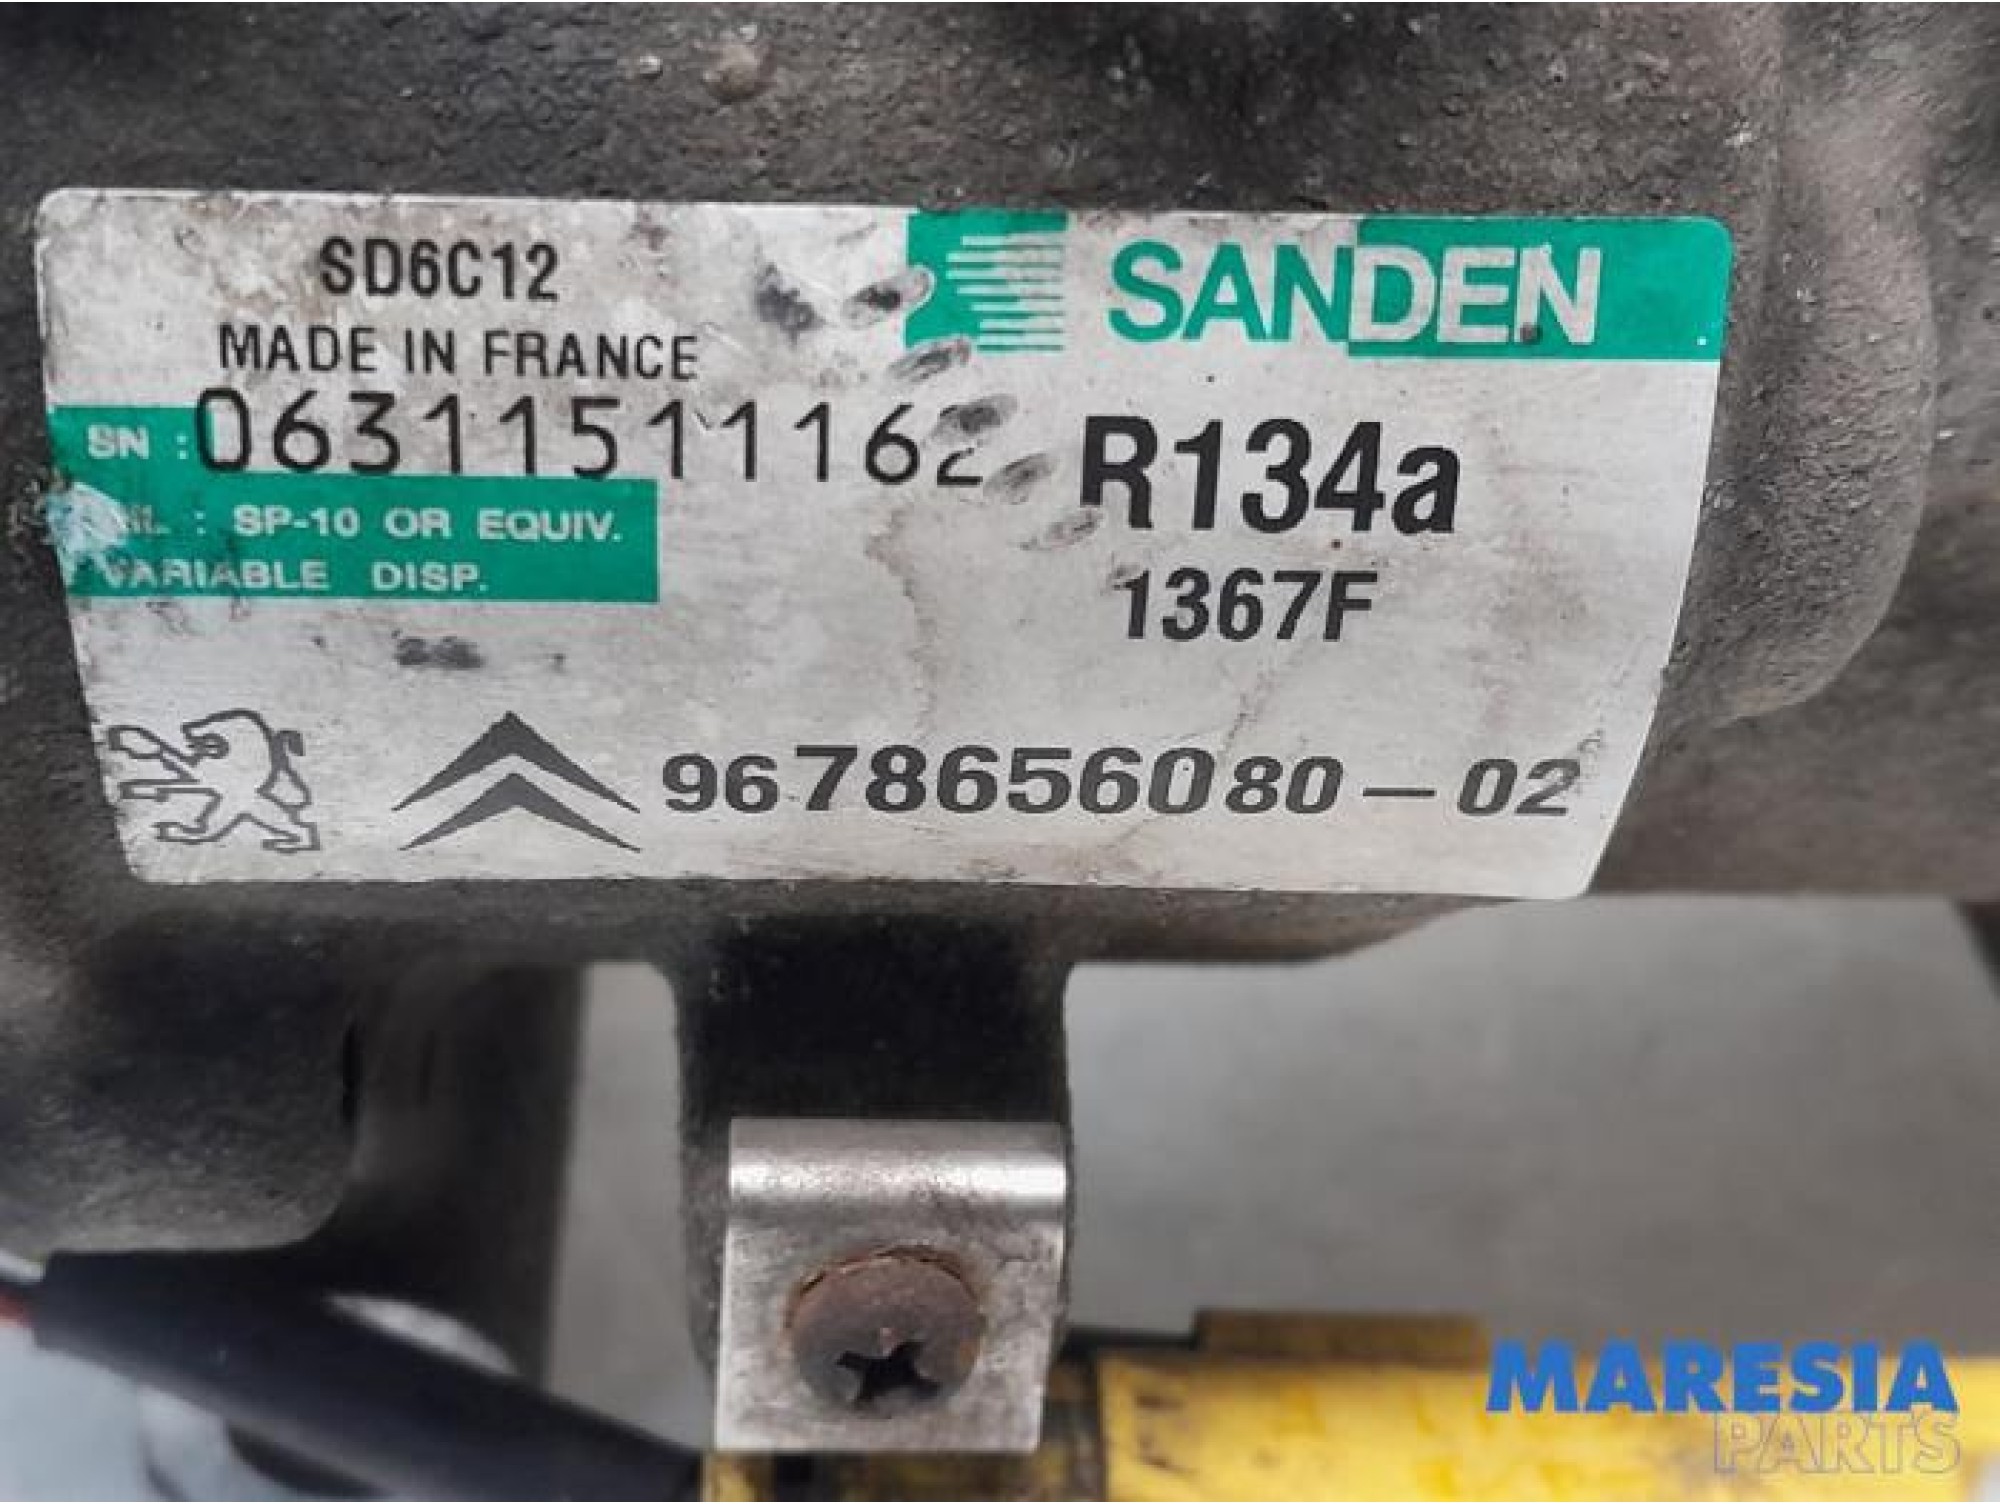 SD6C12
MADE IN FRANCE
SANDEN
SN : 06311511162
R134a
: SP-10 OR EQUIV.
VARIABLE DISP.
1367F
9678656080-02
MARESIA
PARTS